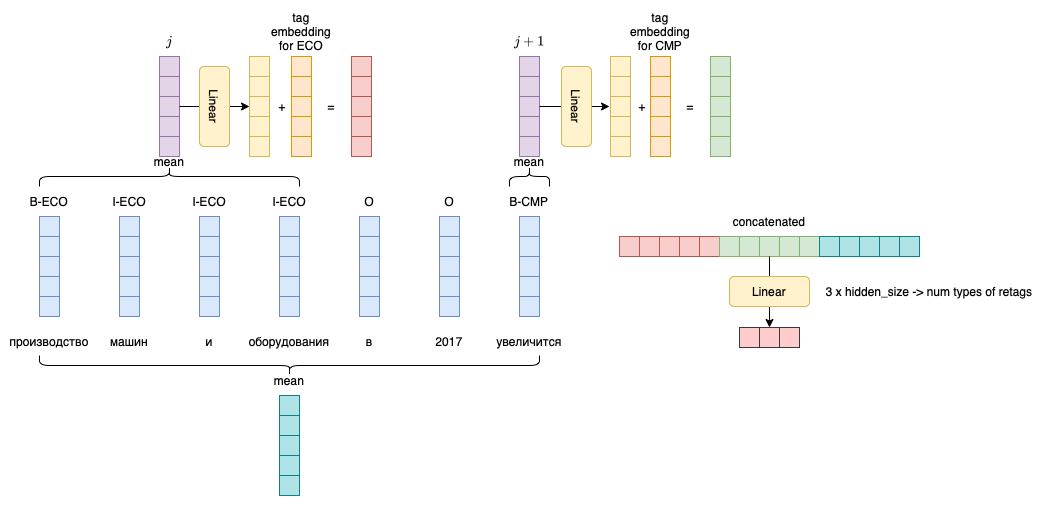 tag
embedding
for ECO
j
Linear
+
=
mean
tag
embedding
for CMP
j + 1
Linear
+
=
mean
B-ECO I-ECO I-ECO I-ECO O O B-CMP
производство машин и оборудования в 2017 увеличится
mean
concatenated
Linear
3 x hidden_size -> num types of retags